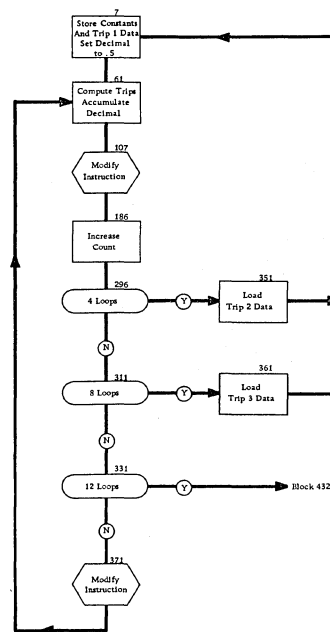 7
Store Constants
And Trip 1 Data
Set Decimal
to .5
61
Compute Trips
Accumulate
Decimal
107
Modify
Instruction
186
Increase
Count
296
4 Loops
Y
351
Load
Trip 2 Data
N
311
8 Loops
Y
361
Load
Trip 3 Data
N
331
12 Loops
Y
Block 432
N
371
Modify
Instruction